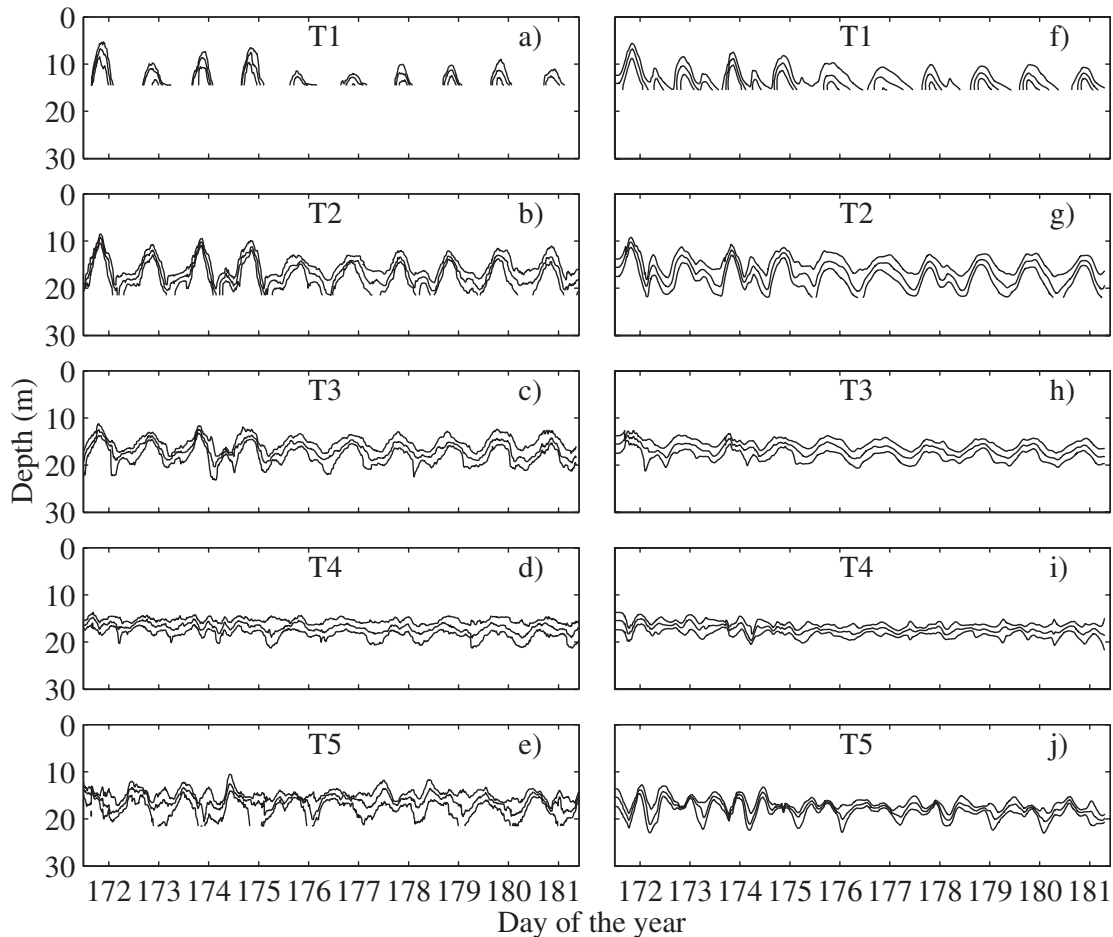 0
10
20
30
T1
a)
T1
f)
0
10
20
30
T2
b)
T2
g)
0
10
20
30
T3
c)
T3
h)
0
10
20
30
T4
d)
T4
i)
0
10
20
30
T5
e)
T5
j)
Depth (m)
172 173 174 175 176 177 178 179 180 181
172 173 174 175 176 177 178 179 180 181
Day of the year